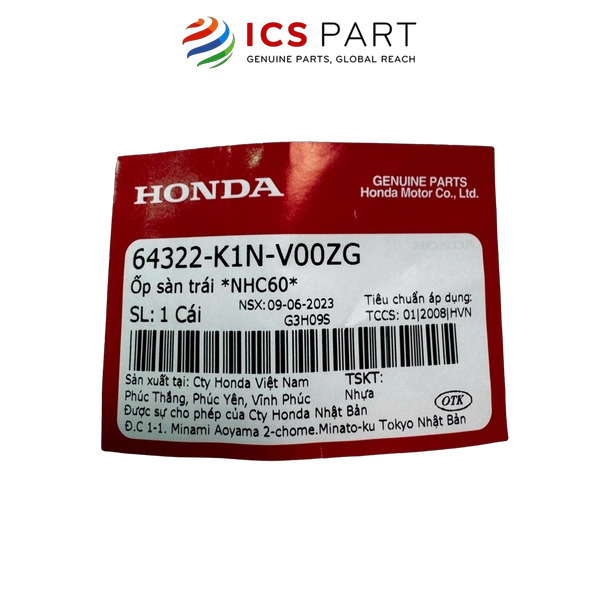 ICS PART
GENUINE PARTS, GLOBAL REACH
HONDA
GENUINE PARTS
Honda Motor Co., Ltd.
64322-K1N-V00ZG
Ốp sàn trái *NHC60*
SL: 1 Cái
NSX: 09-06-2023
G3H09S
Tiêu chuẩn áp dụng:
TCCS: 01|2008|HVN
Sản xuất tại: Cty Honda Việt Nam
Phúc Thắng, Phúc Yên, Vĩnh Phúc
TSKT:
Nhựa
Được sự cho phép của Cty Honda Nhật Bản
Đ.C 1-1. Minami Aoyama 2-chome.Minato-ku Tokyo Nhật Bản
OTK